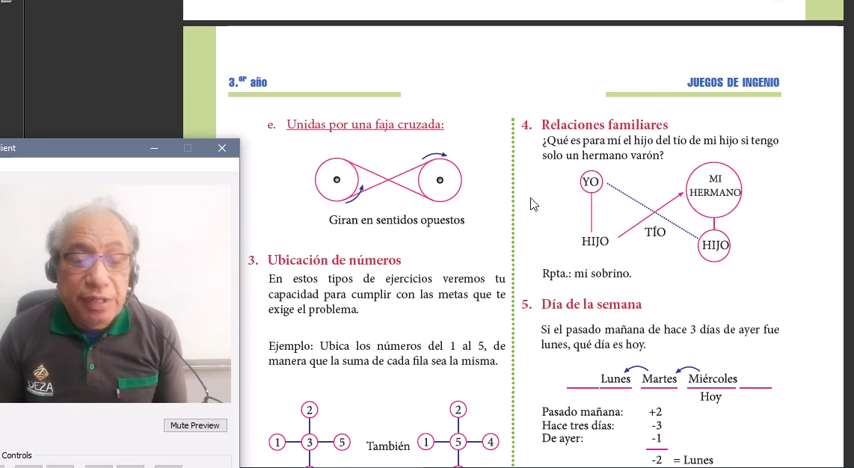 3.er año
JUEGOS DE INGENIO
e. Unidas por una faja cruzada:
Giran en sentidos opuestos
3. Ubicación de números
En estos tipos de ejercicios veremos tu
capacidad para cumplir con las metas que te
exige el problema.
Ejemplo: Ubica los números del 1 al 5, de
manera que la suma de cada fila sea la misma.
2
1 3 5
También
2
1 5 4
4. Relaciones familiares
¿Qué es para mí el hijo del tío de mi hijo si tengo
solo un hermano varón?
YO
MI
HERMANO
TÍO
HIJO
HIJO
Rpta.: mi sobrino.
5. Día de la semana
Si el pasado mañana de hace 3 días de ayer fue
lunes, qué día es hoy.
Lunes Martes Miércoles
Hoy
Pasado mañana: +2
Hace tres días: -3
De ayer: -1
-2 = Lunes
ient
DEZA
Mute Preview
Controls